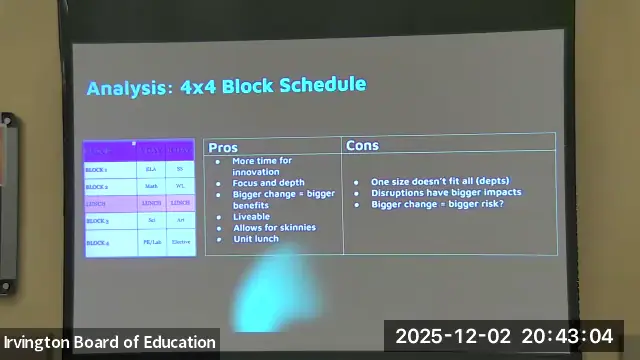 Analysis: 4x4 Block Schedule
Pros
Cons
BLOCK 1 ELA SS
BLOCK 2 Math WL
LUNCH LUNCH LUNCH
BLOCK 3 Sci Art
BLOCK 4 PE/Lab Elective
• More time for
innovation
• Focus and depth
• Bigger change = bigger
benefits
• Liveable
• Allows for skinnies
• Unit lunch
• One size doesn't fit all (depts)
• Disruptions have bigger impacts
• Bigger change = bigger risk?
Irvington Board of Education
2025-12-02 20:43:04